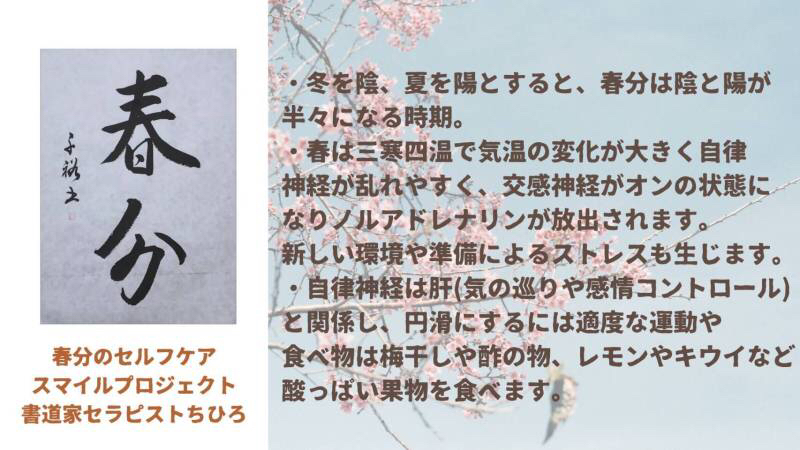 春分
春分のセルフケア
スマイルプロジェクト
書道家セラピストちひろ
・冬を陰、夏を陽とすると、春分は陰と陽が
半々になる時期。
・春は三寒四温で気温の変化が大きく自律
神経が乱れやすく、交感神経がオンの状態に
なりノルアドレナリンが放出されます。
新しい環境や準備によるストレスも生じます。
・自律神経は肝(気の巡りや感情コントロール)
と関係し、円滑にするには適度な運動や
食べ物は梅干しや酢の物、レモンやキウイなど
酸っぱい果物を食べます。